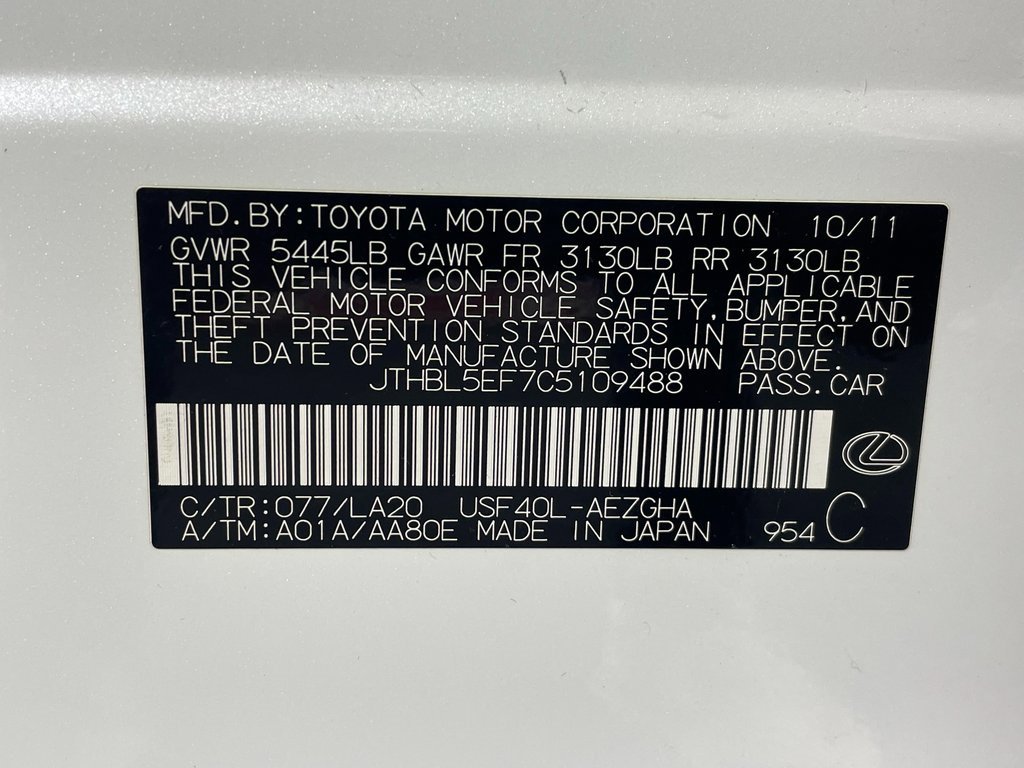 MFD.BY:TOYOTA MOTOR CORPORATION 10/11
GVWR 5445LB GAWR FR 3130LB RR 3130LB
THIS VEHICLE CONFORMS TO ALL APPLICABLE
FEDERAL MOTOR VEHICLE SAFETY,BUMPER,AND
THEFT PREVENTION STANDARDS IN EFFECT ON
THE DATE OF MANUFACTURE SHOWN ABOVE.
JTHBL5EF7C5109488 PASS.CAR
C/TR:077/LA20 USF40L-AEZGHA
A/TM:A01A/AA80E MADE IN JAPAN 954 C